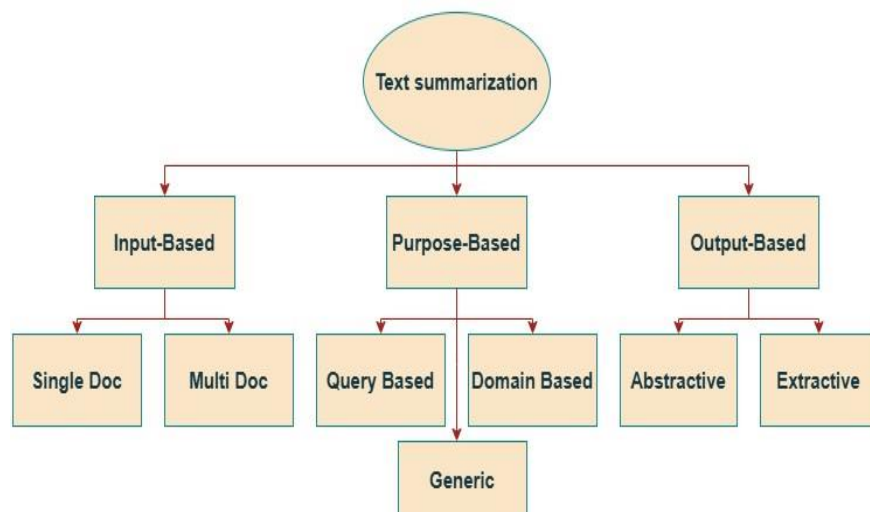 Text summarization
Input-Based
Purpose-Based
Output-Based
Single Doc
Multi Doc
Query Based
Domain Based
Abstractive
Extractive
Generic